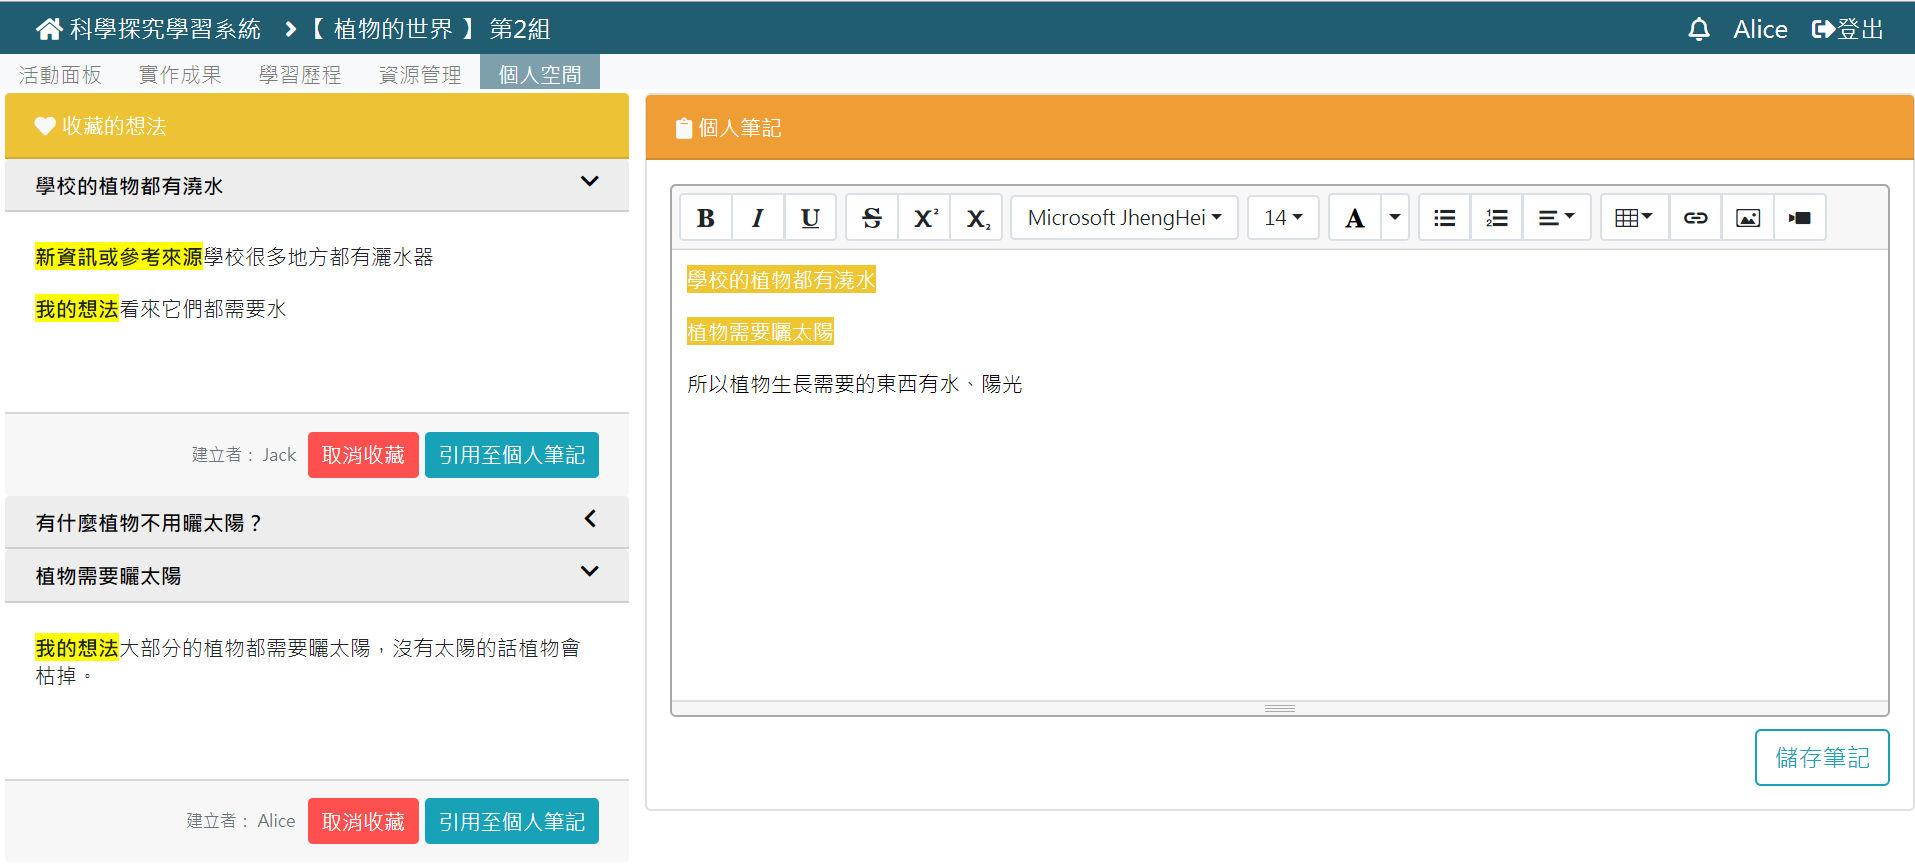 科學探究學習系統 【 植物的世界 】 第2組
Alice 登出
活動面板 實作成果 學習歷程 資源管理 個人空間
收藏的想法
學校的植物都有澆水
新資訊或參考來源學校很多地方都有灑水器
我的想法看來它們都需要水
建立者： Jack 取消收藏 引用至個人筆記
有什麼植物不用曬太陽？
植物需要曬太陽
我的想法大部分的植物都需要曬太陽，沒有太陽的話植物會
枯掉。
建立者： Alice 取消收藏 引用至個人筆記
個人筆記
B I U S X² X₂ Microsoft JhengHei 14 A
學校的植物都有澆水
植物需要曬太陽
所以植物生長需要的東西有水、陽光
儲存筆記